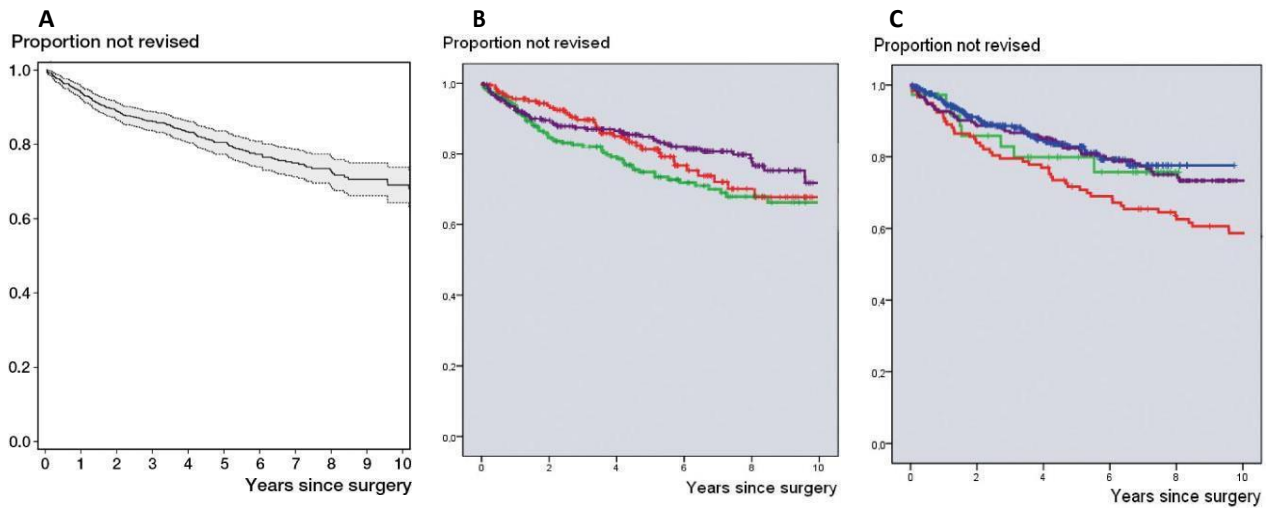 A
Proportion not revised
1.0
0.8
0.6
0.4
0.2
0.0
0 1 2 3 4 5 6 7 8 9 10
Years since surgery
B
Proportion not revised
1,0
0,8
0,6
0,4
0,2
0,0
0 2 4 6 8 10
Years since surgery
C
Proportion not revised
1,0
0,8
0,6
0,4
0,2
0,0
0 2 4 6 8 10
Years since surgery